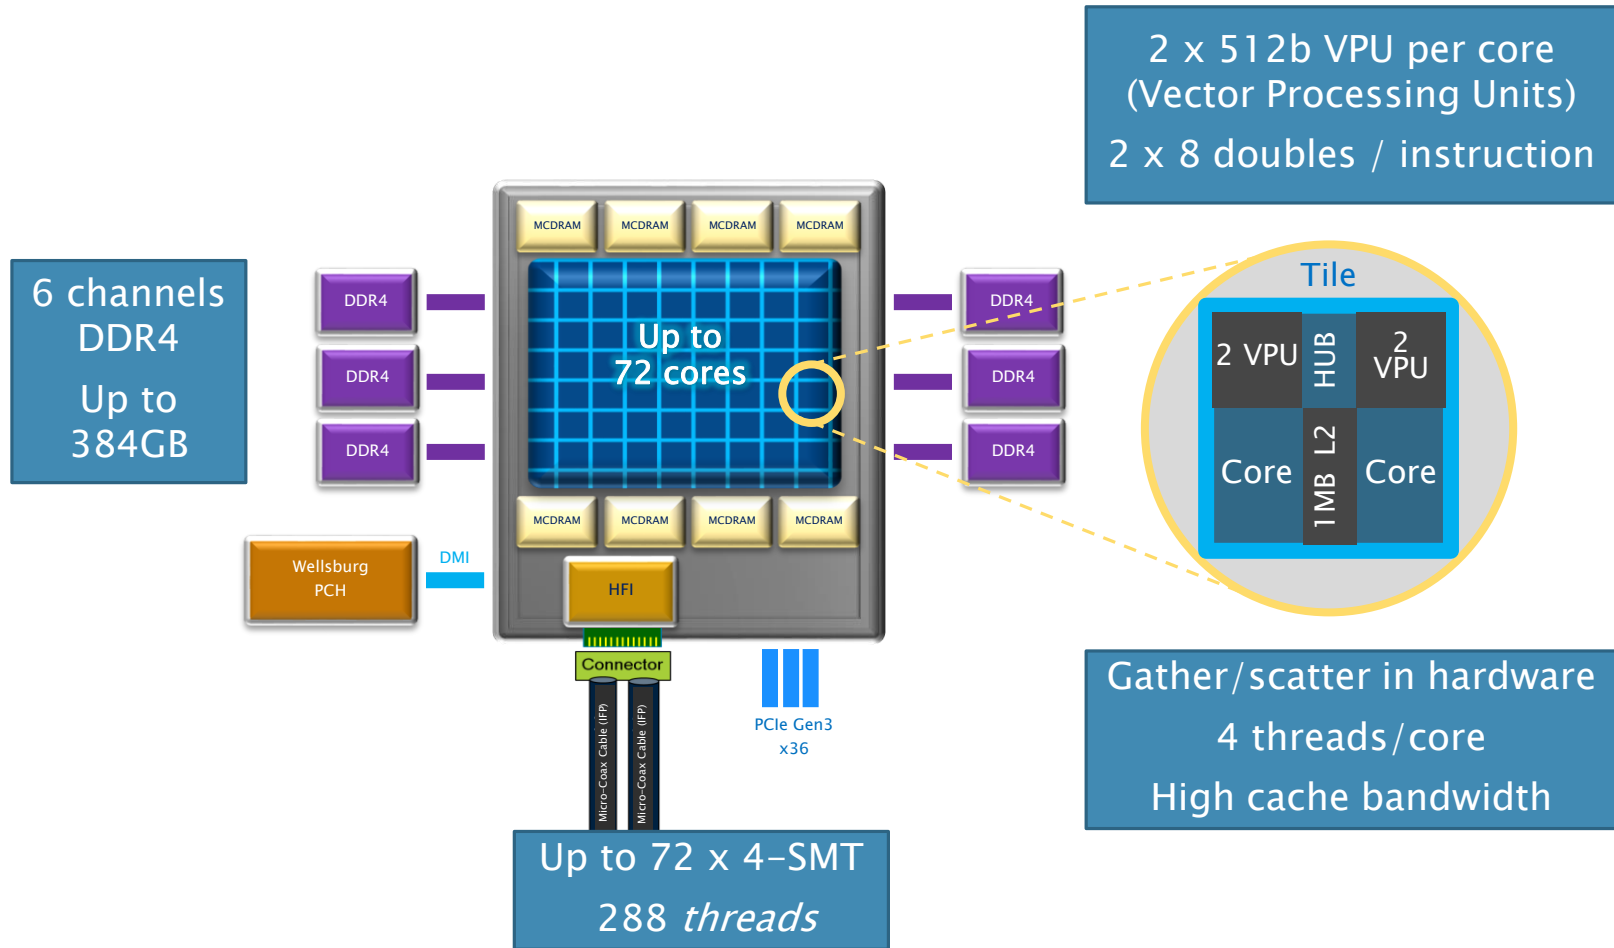 2 x 512b VPU per core
(Vector Processing Units)
2 x 8 doubles / instruction
MCDRAM
MCDRAM
MCDRAM
MCDRAM
6 channels
DDR4
Up to
384GB
DDR4
DDR4
DDR4
Up to
72 cores
DDR4
DDR4
DDR4
Tile
2 VPU
HUB
2
VPU
Core
1MB L2
Core
MCDRAM
MCDRAM
MCDRAM
MCDRAM
Wellsburg
PCH
DMI
HFI
Connector
Micro-Coax Cable (IFP)
Micro-Coax Cable (IFP)
PCIe Gen3
x36
Gather/scatter in hardware
4 threads/core
High cache bandwidth
Up to 72 x 4-SMT
288 threads